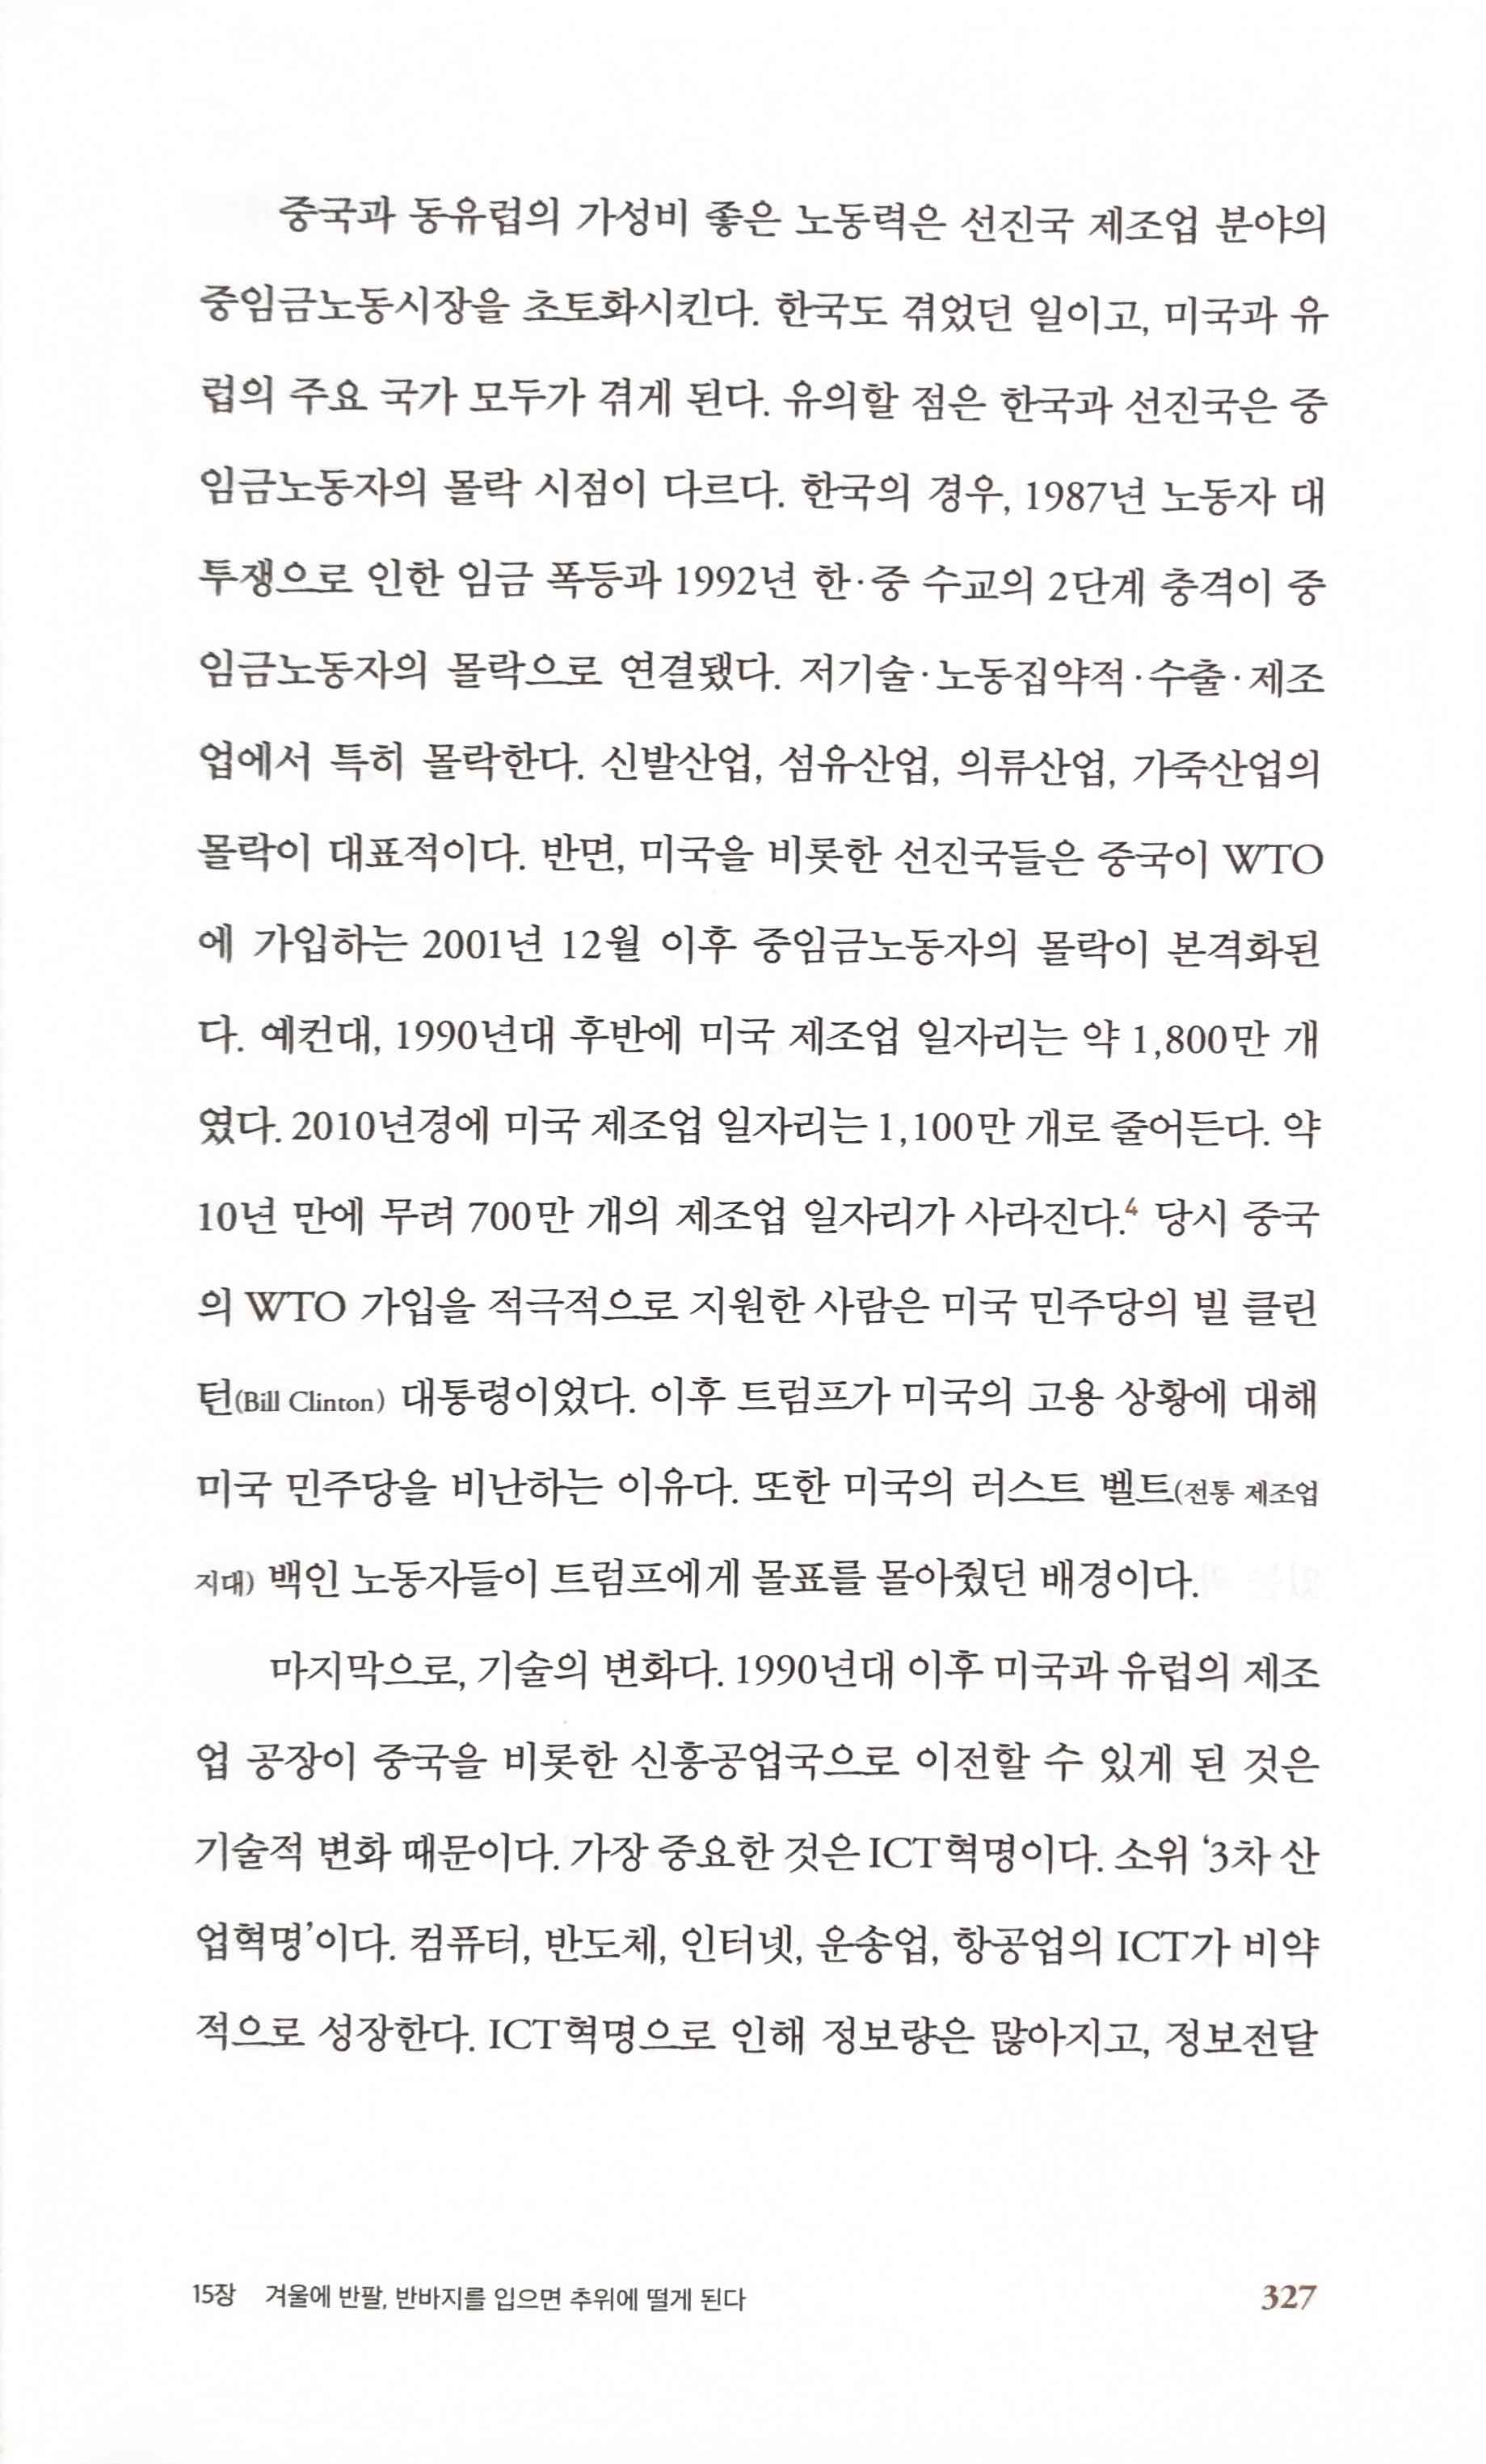 중국과 동유럽의 가성비 좋은 노동력은 선진국 제조업 분야의
중임금노동시장을 초토화시킨다. 한국도 겪었던 일이고, 미국과 유
럽의 주요 국가 모두가 겪게 된다. 유의할 점은 한국과 선진국은 중
임금노동자의 몰락 시점이 다르다. 한국의 경우, 1987년 노동자 대
투쟁으로 인한 임금 폭등과 1992년 한·중 수교의 2단계 충격이 중
임금노동자의 몰락으로 연결됐다. 저기술·노동집약적·수출·제조
업에서 특히 몰락한다. 신발산업, 섬유산업, 의류산업, 가죽산업의
몰락이 대표적이다. 반면, 미국을 비롯한 선진국들은 중국이 WTO
에 가입하는 2001년 12월 이후 중임금노동자의 몰락이 본격화된
다. 예컨대, 1990년대 후반에 미국 제조업 일자리는 약 1,800만 개
였다. 2010년경에 미국 제조업 일자리는 1,100만 개로 줄어든다. 약
10년 만에 무려 700만 개의 제조업 일자리가 사라진다.4 당시 중국
의 WTO 가입을 적극적으로 지원한 사람은 미국 민주당의 빌 클린
턴(Bill Clinton) 대통령이었다. 이후 트럼프가 미국의 고용 상황에 대해
미국 민주당을 비난하는 이유다. 또한 미국의 러스트 벨트(전통 제조업
지대) 백인 노동자들이 트럼프에게 몰표를 몰아줬던 배경이다.
마지막으로, 기술의 변화다. 1990년대 이후 미국과 유럽의 제조
업 공장이 중국을 비롯한 신흥공업국으로 이전할 수 있게 된 것은
기술적 변화 때문이다. 가장 중요한 것은 ICT혁명이다. 소위 ‘3차 산
업혁명’이다. 컴퓨터, 반도체, 인터넷, 운송업, 항공업의 ICT가 비약
적으로 성장한다. ICT혁명으로 인해 정보량은 많아지고, 정보전달
15장 겨울에 반팔, 반바지를 입으면 추위에 떨게 된다 327